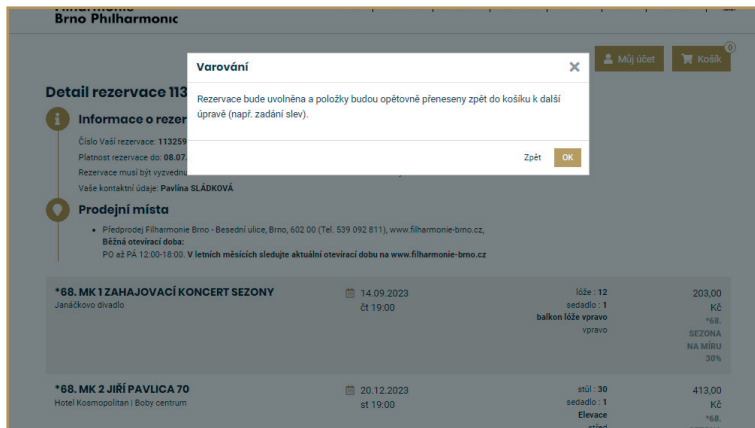 Brno Philharmonic
Můj účet
Košík
0
Varování
Rezervace bude uvolněna a položky budou opětovně přeneseny zpět do košíku k další
úpravě (např. zadání slev).
Zpět
OK
Detail rezervace 113
Informace o rezer
Číslo Vaší rezervace: 113259
Platnost rezervace do: 08.07.
Rezervace musí být vyzvednu
Vaše kontaktní údaje: Pavlína SLÁDKOVÁ
Prodejní místa
• Předprodej Filharmonie Brno - Besední ulice, Brno, 602 00 (Tel. 539 092 811), www.filharmonie-brno.cz,
Běžná otevírací doba:
PO až PÁ 12:00-18:00. V letních měsících sledujte aktuální otevírací dobu na www.filharmonie-brno.cz
*68. MK 1 ZAHAJOVACÍ KONCERT SEZONY
Janáčkovo divadlo
14.09.2023
čt 19:00
lóže : 12
sedadlo : 1
balkon lóže vpravo
vpravo
203,00
Kč
*68.
SEZONA
NA MÍRU
30%
*68. MK 2 JIŘÍ PAVLICA 70
Hotel Kosmopolitan | Boby centrum
20.12.2023
st 19:00
stůl : 30
sedadlo : 1
Elevace
střed
413,00
Kč
*68.